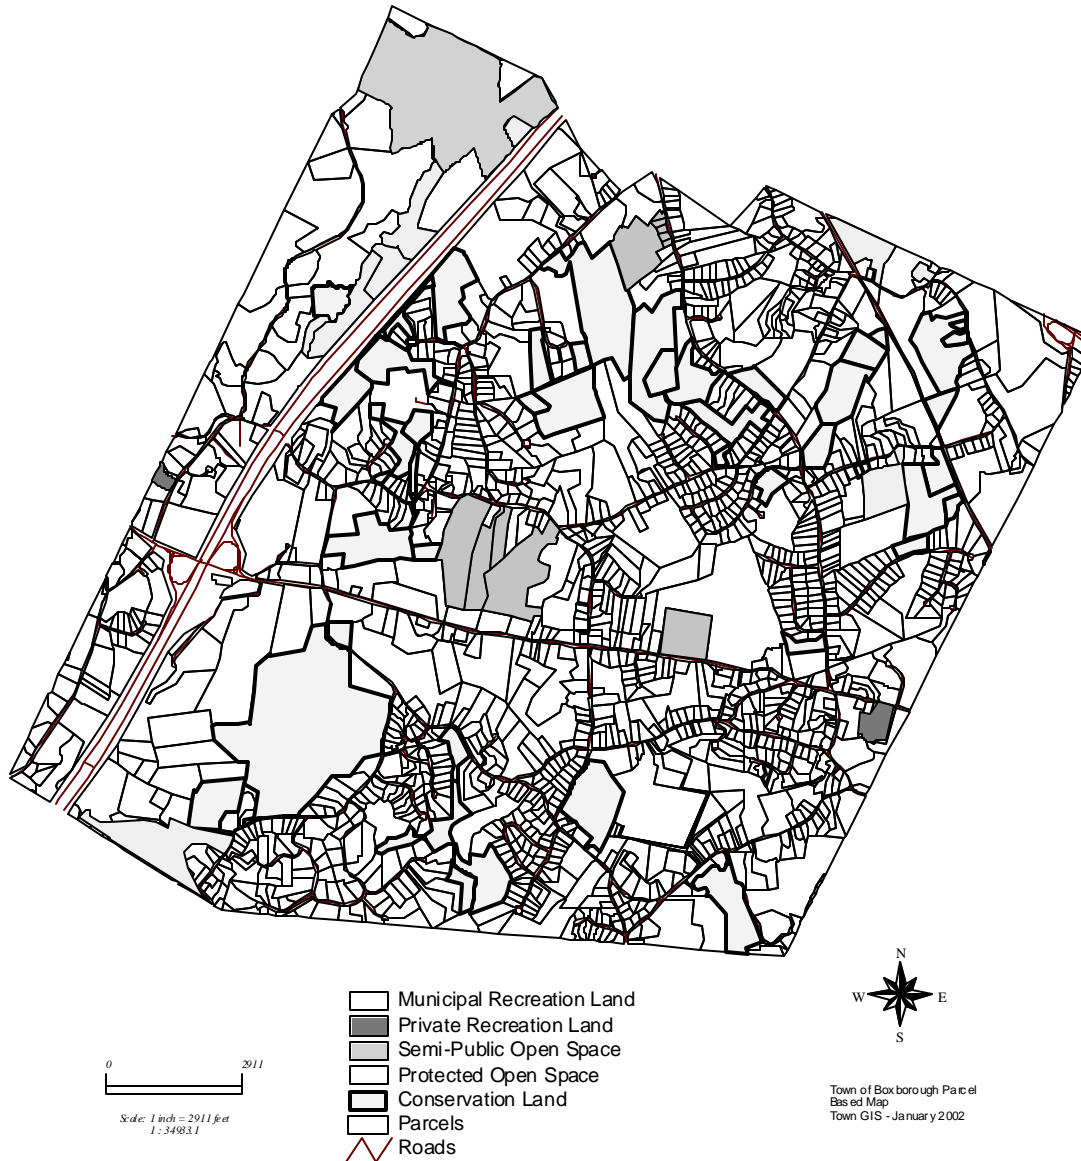 Municipal Recreation Land
Private Recreation Land
Semi-Public Open Space
Protected Open Space
Conservation Land
Parcels
Roads
0 2911
Scale: 1 inch = 2911 feet
1 : 34933.1
N
W E
S
Town of Boxborough Parcel
Based Map
Town GIS - January 2002